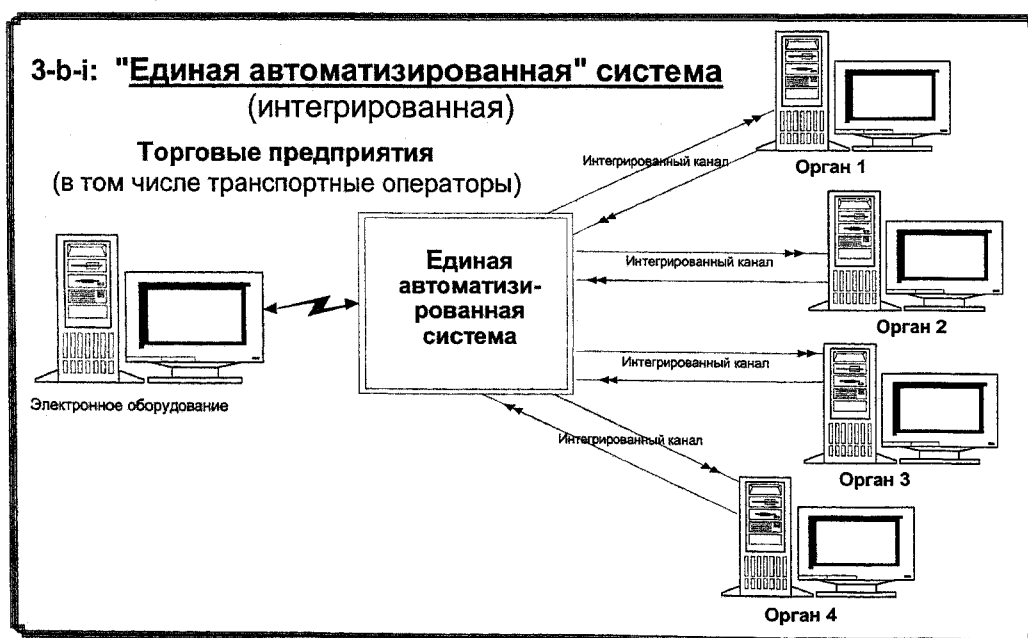 3-b-i: "Единая автоматизированная" система
(интегрированная)
Торговые предприятия
(в том числе транспортные операторы)
Электронное оборудование
Единая
автоматизи-
рованная
система
Интегрированный канал
Орган 1
Интегрированный канал
Орган 2
Интегрированный канал
Орган 3
Интегрированный канал
Орган 4